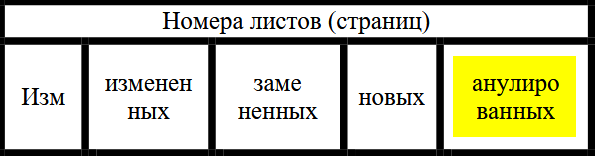 Номера листов (страниц)
Изм
изменен
ных
заме
ненных
новых
анулиро
ванных